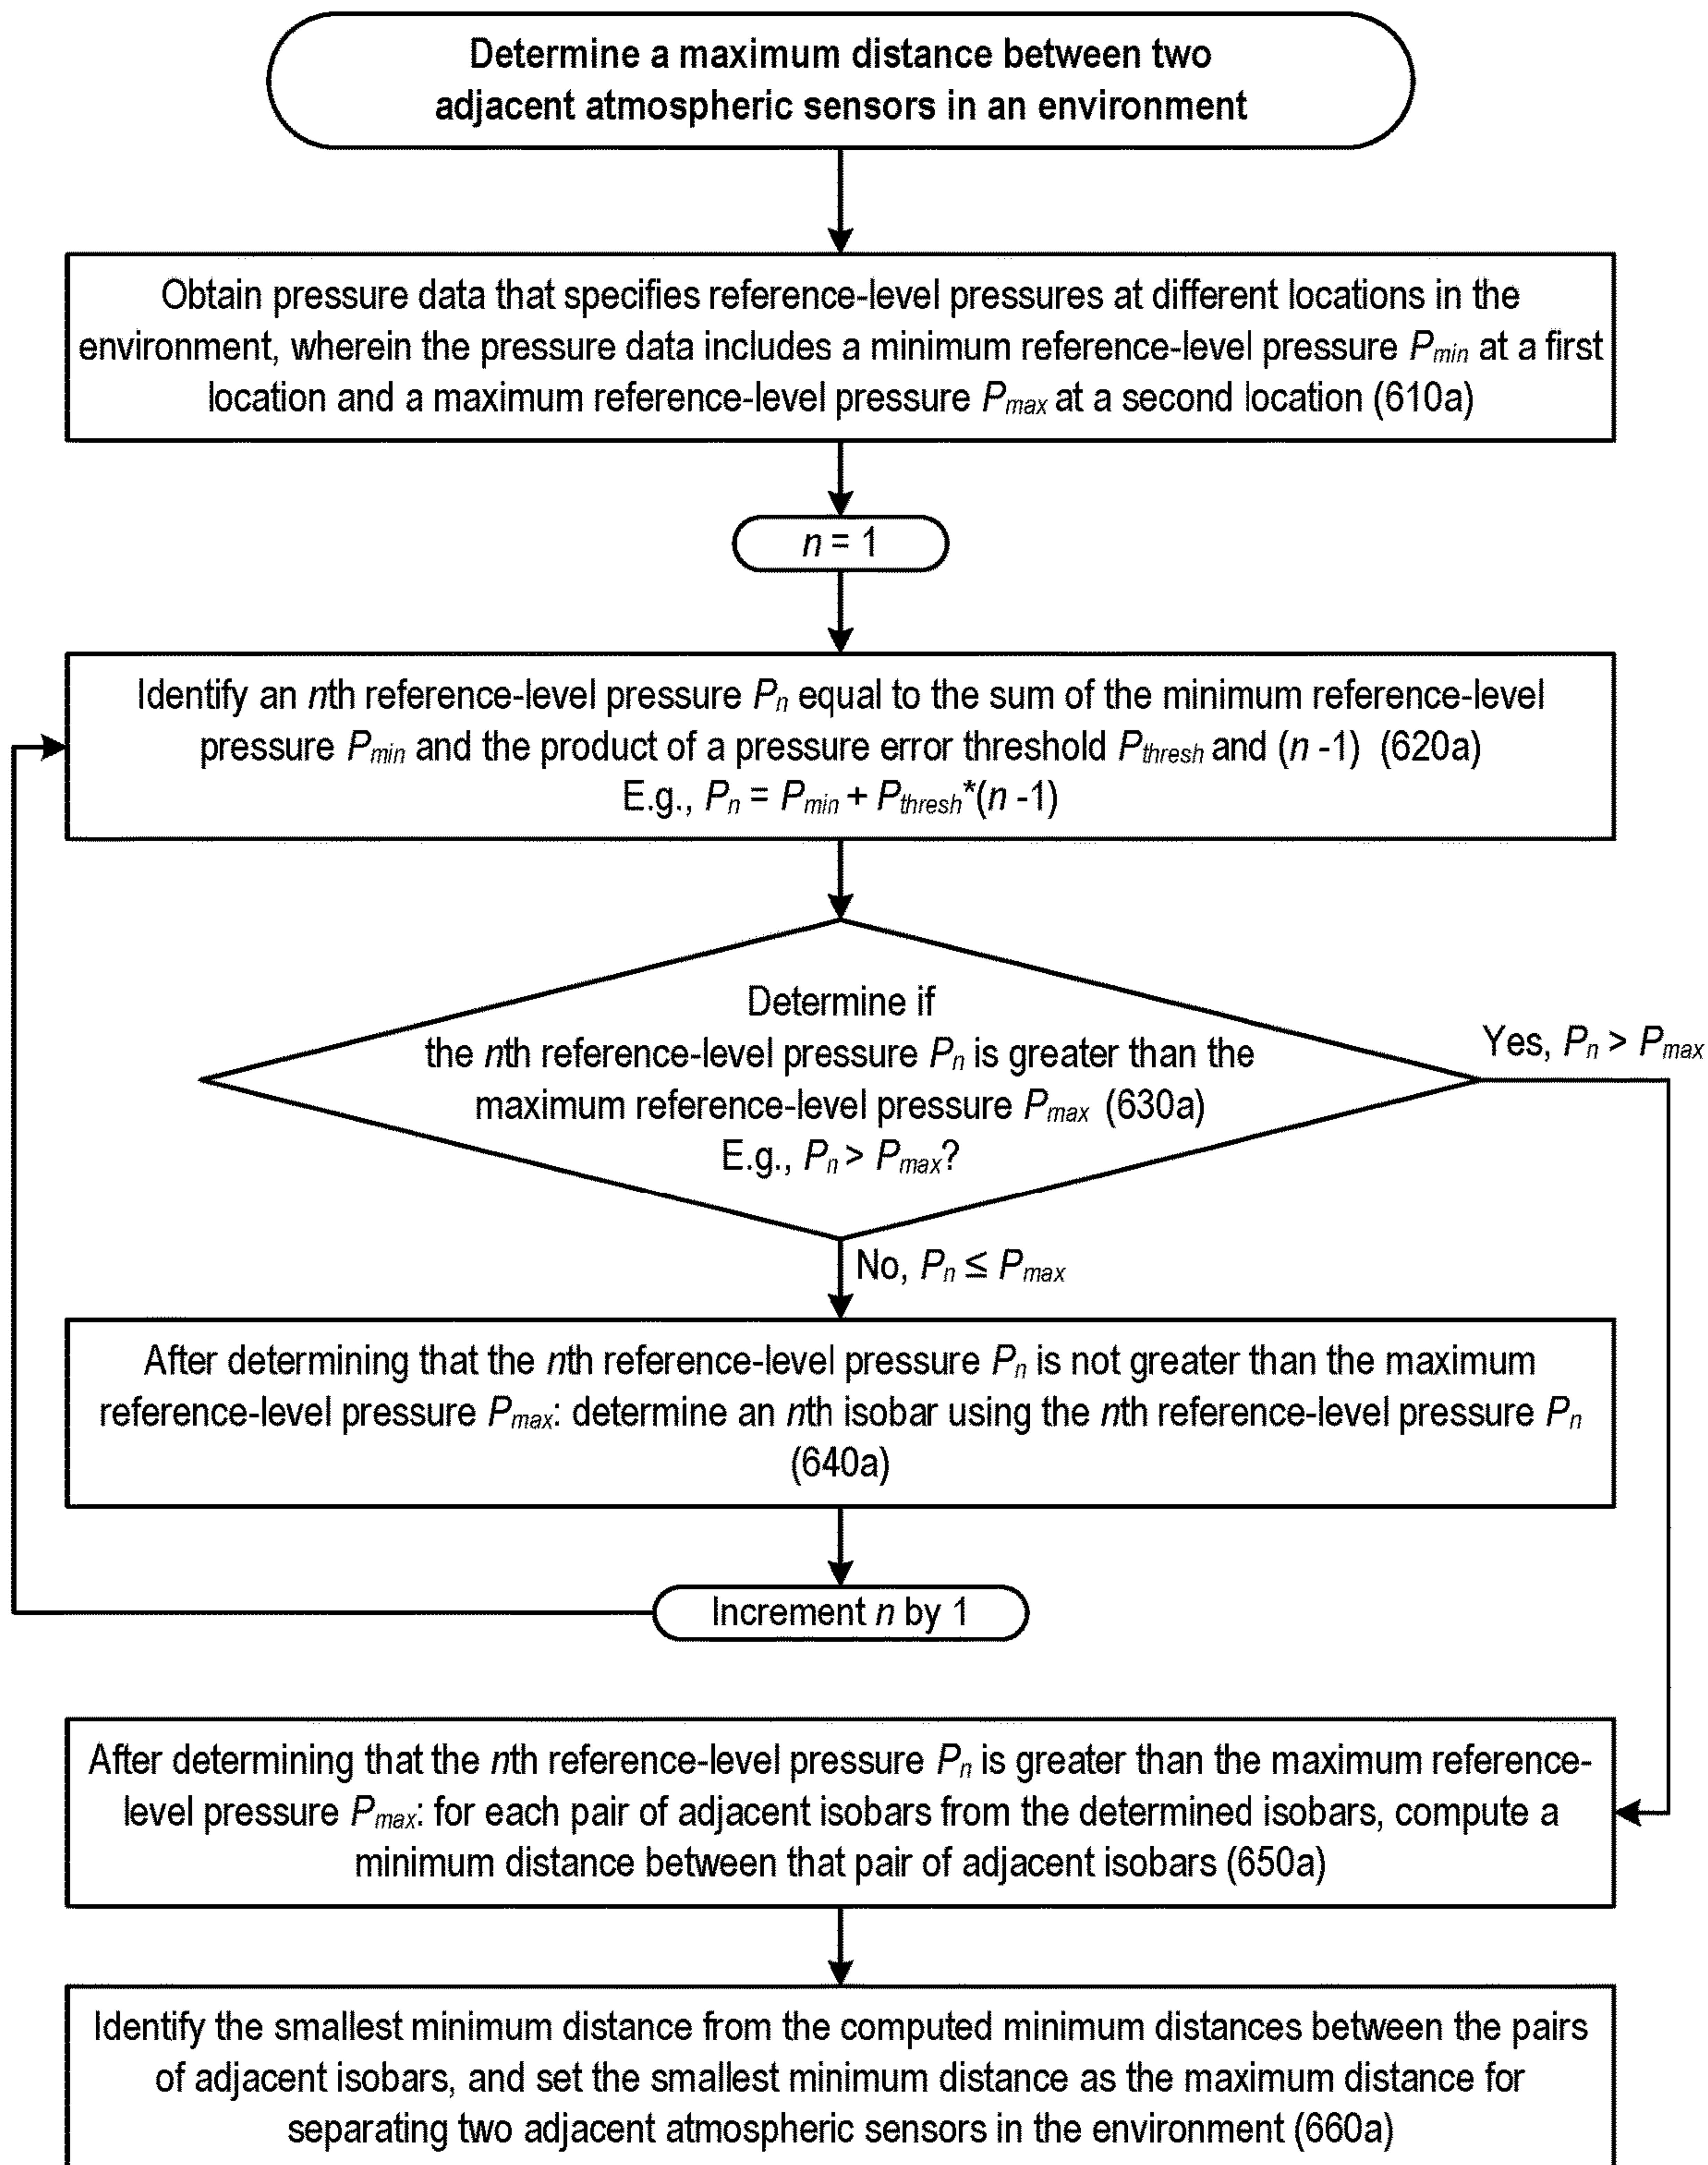 Determine a maximum distance between two
adjacent atmospheric sensors in an environment
Obtain pressure data that specifies reference-level pressures at different locations in the
environment, wherein the pressure data includes a minimum reference-level pressure Pmin at a first
location and a maximum reference-level pressure Pmax at a second location (610a)
n = 1
Identify an nth reference-level pressure Pn equal to the sum of the minimum reference-level
pressure Pmin and the product of a pressure error threshold Pthresh and (n -1) (620a)
E.g., Pn = Pmin + Pthresh*(n -1)
Determine if
the nth reference-level pressure Pn is greater than the
maximum reference-level pressure Pmax (630a)
E.g., Pn > Pmax?
Yes, Pn > Pmax
No, Pn ≤ Pmax
After determining that the nth reference-level pressure Pn is not greater than the maximum
reference-level pressure Pmax: determine an nth isobar using the nth reference-level pressure Pn
(640a)
Increment n by 1
After determining that the nth reference-level pressure Pn is greater than the maximum reference-
level pressure Pmax: for each pair of adjacent isobars from the determined isobars, compute a
minimum distance between that pair of adjacent isobars (650a)
Identify the smallest minimum distance from the computed minimum distances between the pairs
of adjacent isobars, and set the smallest minimum distance as the maximum distance for
separating two adjacent atmospheric sensors in the environment (660a)